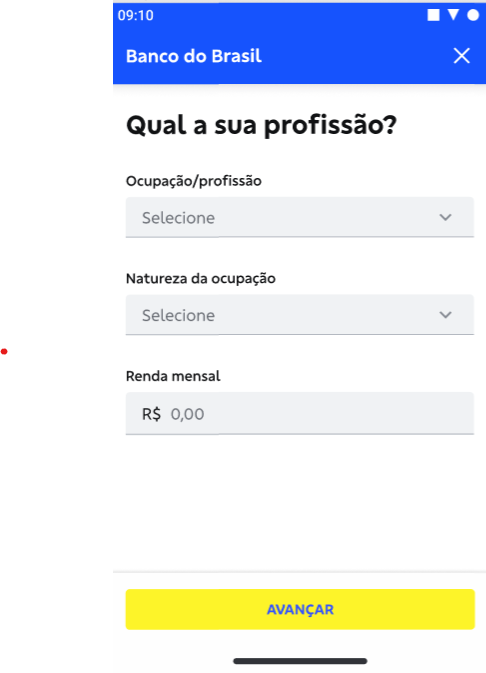 09:10
Banco do Brasil
Qual a sua profissão?
Ocupação/profissão
Selecione
Natureza da ocupação
Selecione
Renda mensal
R$ 0,00
AVANÇAR